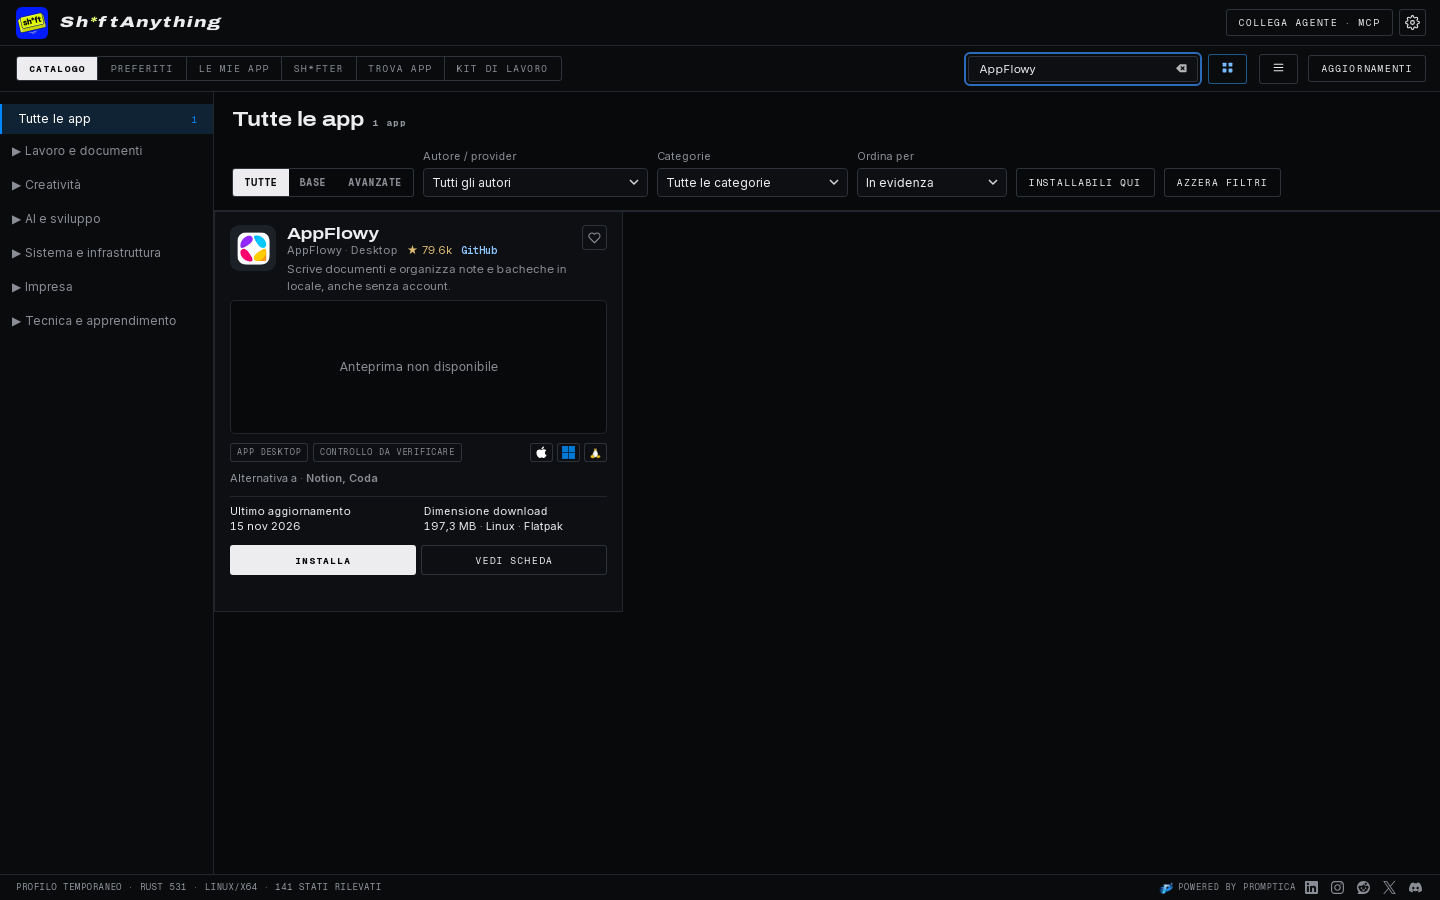 Sh*ftAnything
COLLEGA AGENTE · MCP
CATALOGO
PREFERITI
LE MIE APP
SH*FTER
TROVA APP
KIT DI LAVORO
AppFlowy
AGGIORNAMENTI
Tutte le app
1
▶ Lavoro e documenti
▶ Creatività
▶ AI e sviluppo
▶ Sistema e infrastruttura
▶ Impresa
▶ Tecnica e apprendimento
Tutte le app 1 app
TUTTE
BASE
AVANZATE
Autore / provider
Tutti gli autori
Categorie
Tutte le categorie
Ordina per
In evidenza
INSTALLABILI QUI
AZZERA FILTRI
AppFlowy
AppFlowy · Desktop ★ 79.6k GitHub
Scrive documenti e organizza note e bacheche in
locale, anche senza account.
Anteprima non disponibile
APP DESKTOP
CONTROLLO DA VERIFICARE
Alternativa a · Notion, Coda
Ultimo aggiornamento
15 nov 2026
Dimensione download
197,3 MB · Linux · Flatpak
INSTALLA
VEDI SCHEDA
PROFILO TEMPORANEO · RUST 531 · LINUX/X64 · 141 STATI RILEVATI
POWERED BY PROMPTICA